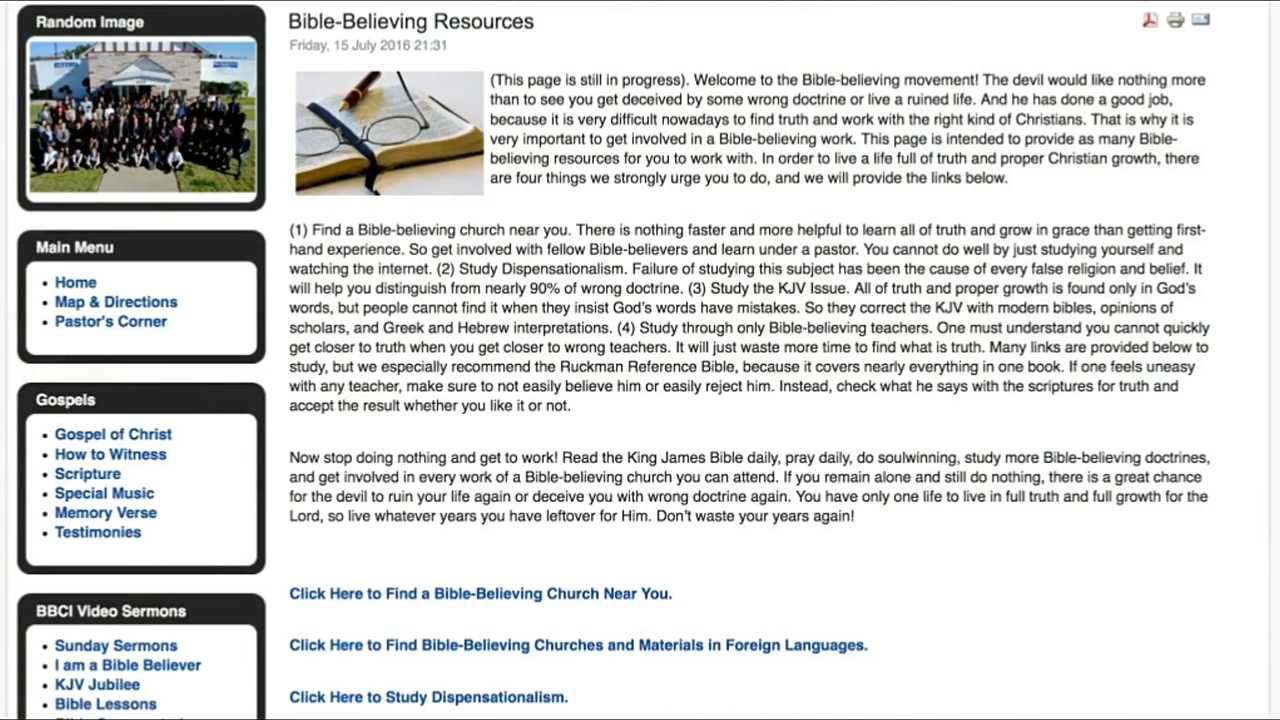 Random Image
Main Menu
Home
Map & Directions
Pastor's Corner
Gospels
Gospel of Christ
How to Witness
Scripture
Special Music
Memory Verse
Testimonies
BBCI Video Sermons
Sunday Sermons
I am a Bible Believer
KJV Jubilee
Bible Lessons
Bible-Believing Resources
Friday, 15 July 2016 21:31
(This page is still in progress). Welcome to the Bible-believing movement! The devil would like nothing more
than to see you get deceived by some wrong doctrine or live a ruined life. And he has done a good job,
because it is very difficult nowadays to find truth and work with the right kind of Christians. That is why it is
very important to get involved in a Bible-believing work. This page is intended to provide as many Bible-
believing resources for you to work with. In order to live a life full of truth and proper Christian growth, there
are four things we strongly urge you to do, and we will provide the links below.
(1) Find a Bible-believing church near you. There is nothing faster and more helpful to learn all of truth and grow in grace than getting first-
hand experience. So get involved with fellow Bible-believers and learn under a pastor. You cannot do well by just studying yourself and
watching the internet. (2) Study Dispensationalism. Failure of studying this subject has been the cause of every false religion and belief. It
will help you distinguish from nearly 90% of wrong doctrine. (3) Study the KJV Issue. All of truth and proper growth is found only in God's
words, but people cannot find it when they insist God's words have mistakes. So they correct the KJV with modern bibles, opinions of
scholars, and Greek and Hebrew interpretations. (4) Study through only Bible-believing teachers. One must understand you cannot quickly
get closer to truth when you get closer to wrong teachers. It will just waste more time to find what is truth. Many links are provided below to
study, but we especially recommend the Ruckman Reference Bible, because it covers nearly everything in one book. If one feels uneasy
with any teacher, make sure to not easily believe him or easily reject him. Instead, check what he says with the scriptures for truth and
accept the result whether you like it or not.
Now stop doing nothing and get to work! Read the King James Bible daily, pray daily, do soulwinning, study more Bible-believing doctrines,
and get involved in every work of a Bible-believing church you can attend. If you remain alone and still do nothing, there is a great chance
for the devil to ruin your life again or deceive you with wrong doctrine again. You have only one life to live in full truth and full growth for the
Lord, so live whatever years you have leftover for Him. Don't waste your years again!
Click Here to Find a Bible-Believing Church Near You.
Click Here to Find Bible-Believing Churches and Materials in Foreign Languages.
Click Here to Study Dispensationalism.